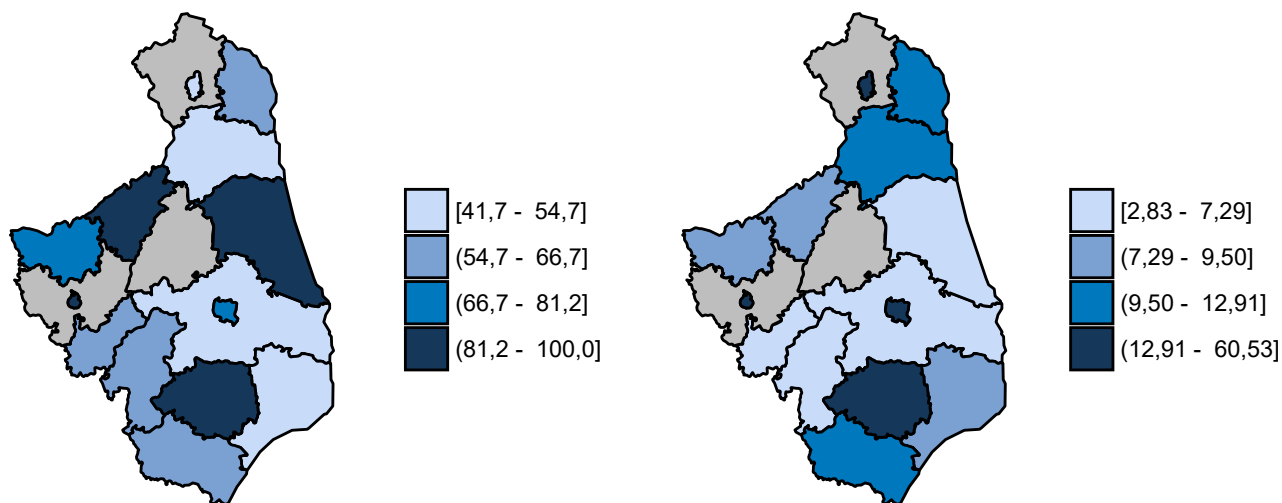 [41,7 - 54,7]
(54,7 - 66,7]
(66,7 - 81,2]
(81,2 - 100,0]
[2,83 - 7,29]
(7,29 - 9,50]
(9,50 - 12,91]
(12,91 - 60,53]